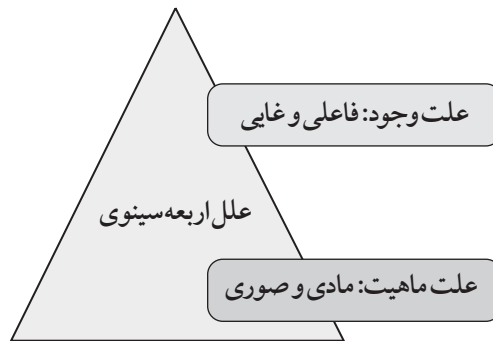 علت وجود: فاعلی و غایی
علل اربعه سینوی
علت ماهیت: مادی و صوری